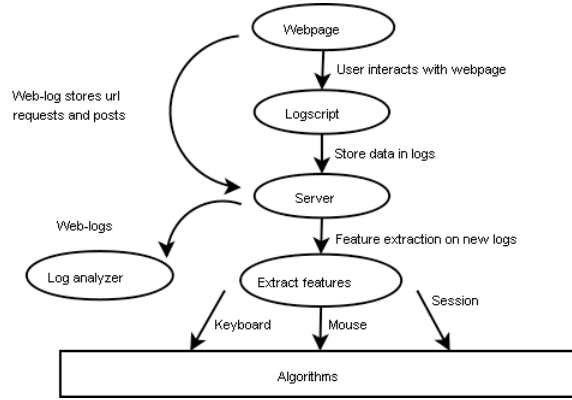 Webpage
User interacts with webpage
Web-log stores url
requests and posts
Logscript
Store data in logs
Server
Web-logs
Feature extraction on new logs
Log analyzer
Extract features
Session
Keyboard
Mouse
Algorithms